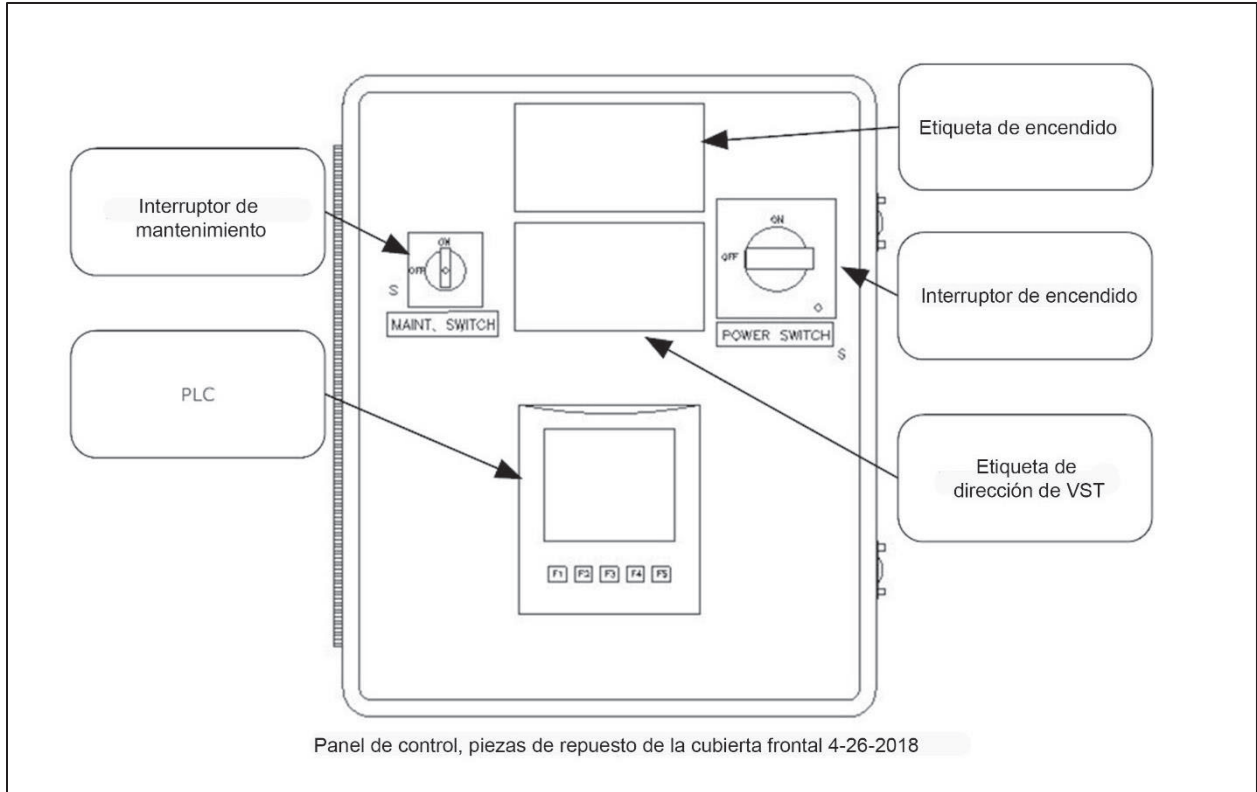 Etiqueta de encendido
Interruptor de
mantenimiento
ON
OFF
S
MAINT. SWITCH
ON
OFF
POWER SWITCH
S
Interruptor de encendido
PLC
Etiqueta de
dirección de VST
F1 F2 F3 F4 F5
Panel de control, piezas de repuesto de la cubierta frontal 4-26-2018